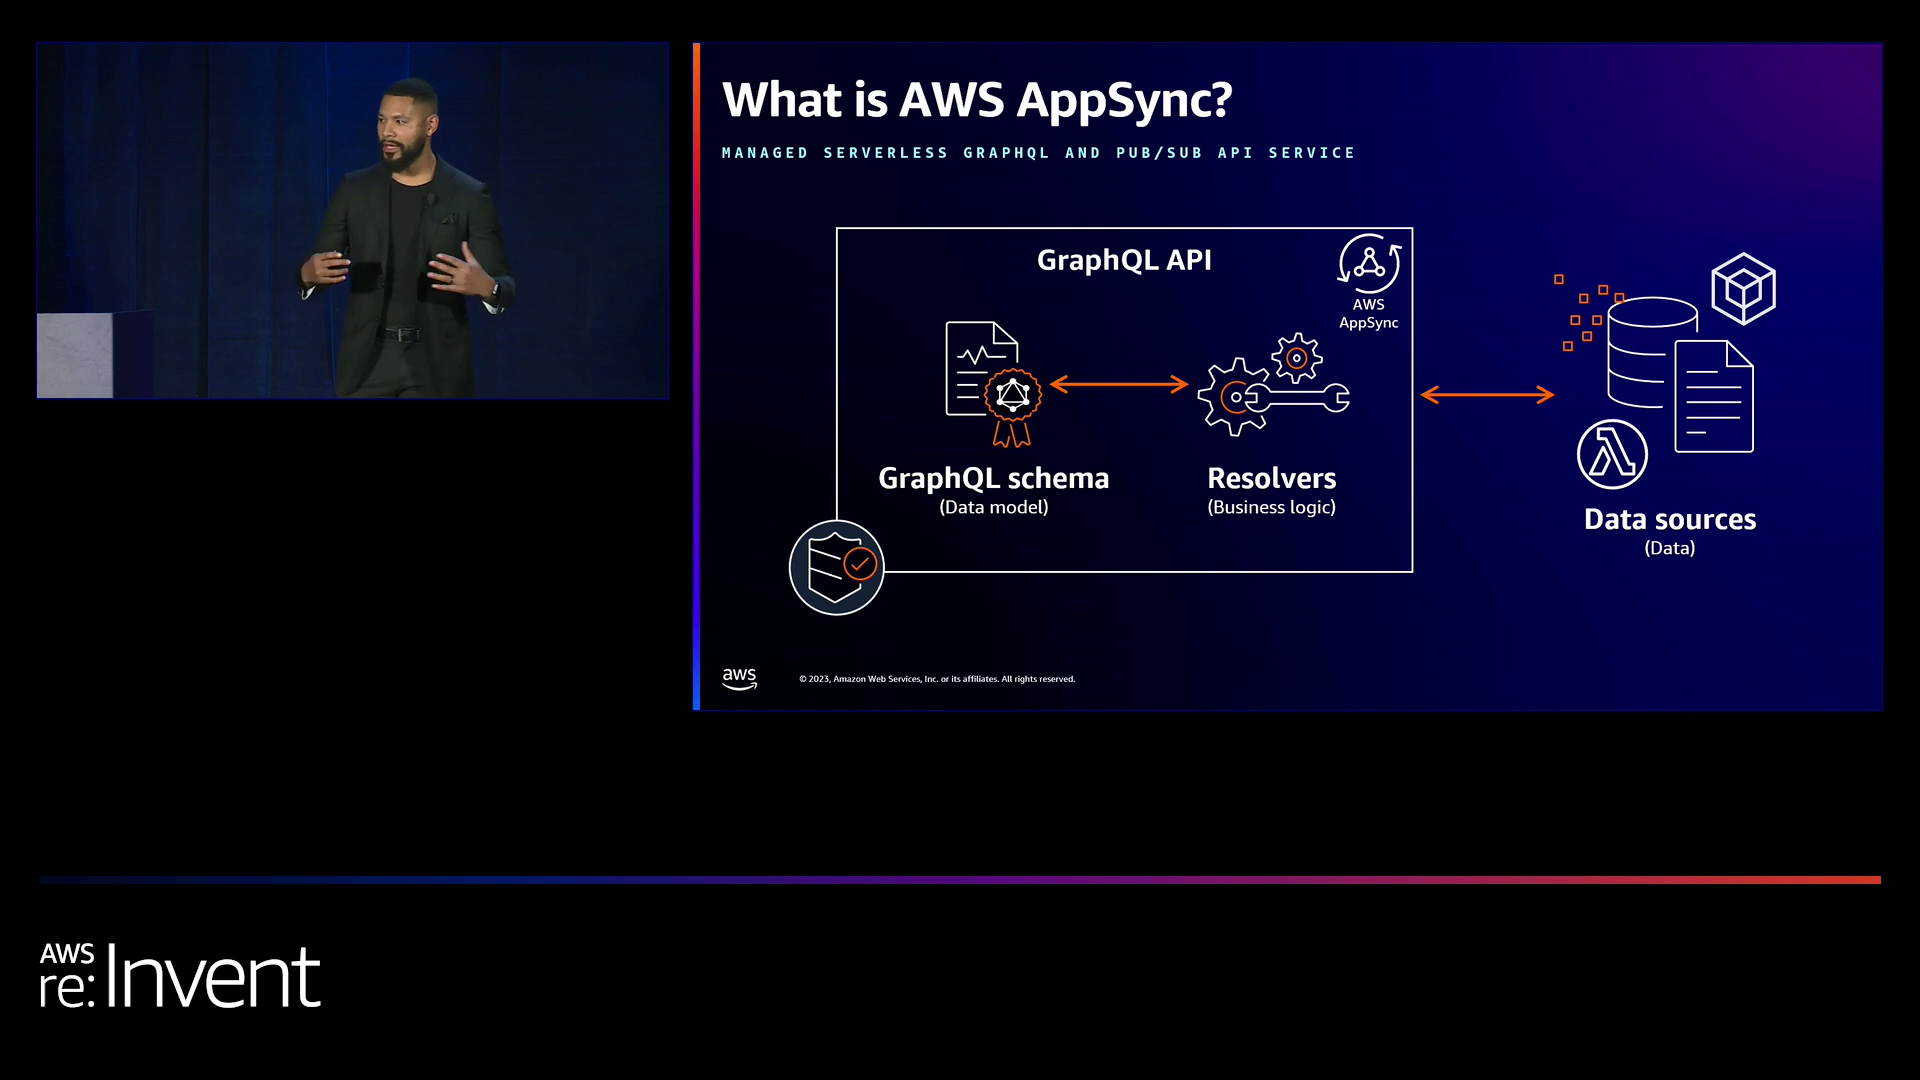 What is AWS AppSync?
MANAGED SERVERLESS GRAPHQL AND PUB/SUB API SERVICE
GraphQL API
AWS
AppSync
GraphQL schema
(Data model)
Resolvers
(Business logic)
Data sources
(Data)
aws
© 2023, Amazon Web Services, Inc. or its affiliates. All rights reserved.
AWS
re:Invent